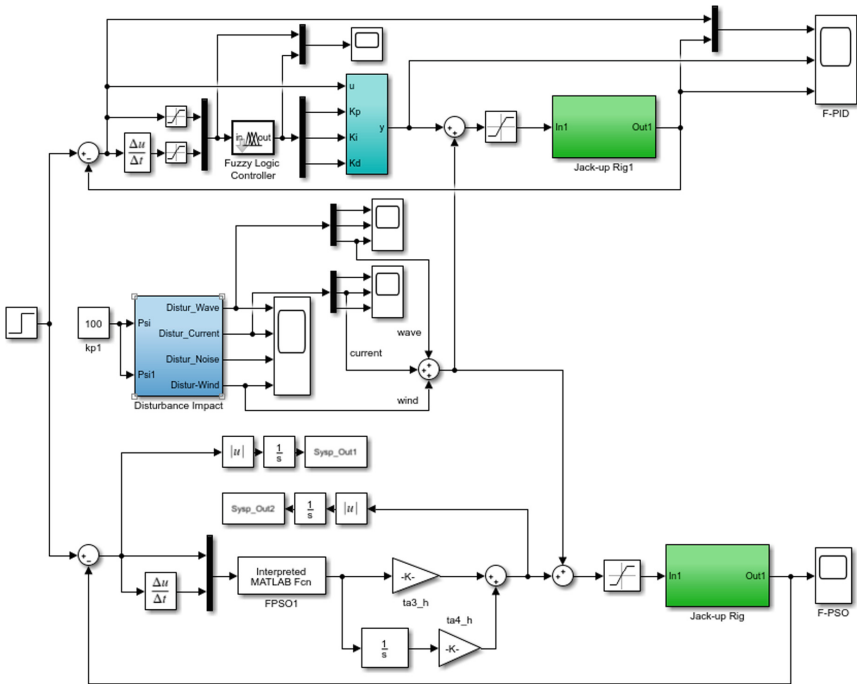 F-PID
u
Kp
Ki
Kd
y
Δu
Δt
in out
Fuzzy Logic
Controller
In1
Out1
Jack-up Rig1
100
kp1
Psi
Psi1
Distur_Wave
Distur_Current
Distur_Noise
Distur-Wind
Disturbance Impact
wave
current
wind
|u|
1
s
Sysp_Out1
Sysp_Out2
1
s
|u|
Δu
Δt
Interpreted
MATLAB Fcn
FPSO1
-K-
ta3_h
1
s
ta4_h
-K-
In1
Out1
Jack-up Rig
F-PSO